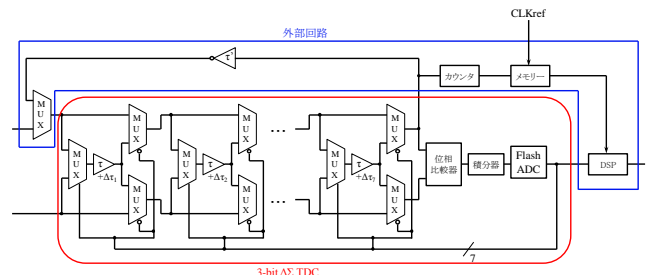 CLKref
外部回路
τ'
カウンタ
メモリー
MUX
MUX
MUX
MUX
MUX
MUX
MUX
τ
+Δτ₁
τ
+Δτ₂
τ
+Δτ₇
...
...
位相
比較器
積分器
Flash
ADC
DSP
MUX
MUX
MUX
7
3-bit ΔΣ TDC